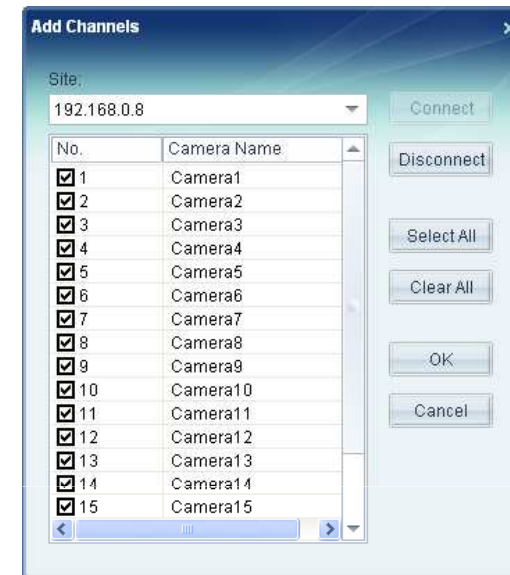 Add Channels
Site:
192.168.0.8
Connect
Disconnect
Select All
Clear All
OK
Cancel
No. Camera Name
1 Camera1
2 Camera2
3 Camera3
4 Camera4
5 Camera5
6 Camera6
7 Camera7
8 Camera8
9 Camera9
10 Camera10
11 Camera11
12 Camera12
13 Camera13
14 Camera14
15 Camera15